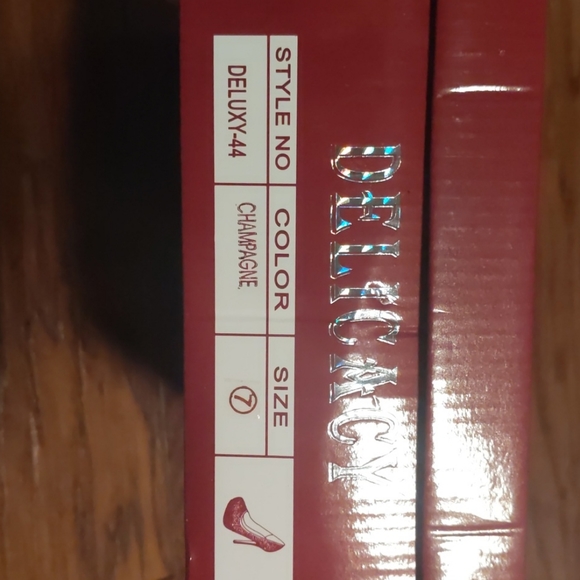 DELICACY
STYLE NO COLOR SIZE
DELUXY-44 CHAMPAGNE 7